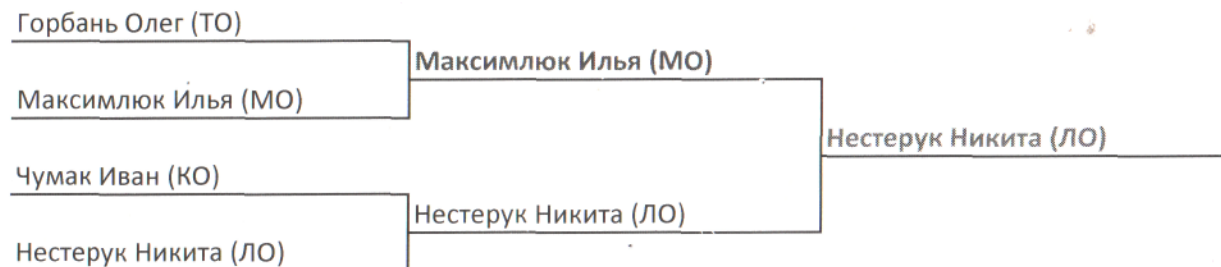 Горбань Олег (ТО)
Максимлюк Илья (МО)
Максимлюк Илья (МО)
Нестерук Никита (ЛО)
Чумак Иван (КО)
Нестерук Никита (ЛО)
Нестерук Никита (ЛО)